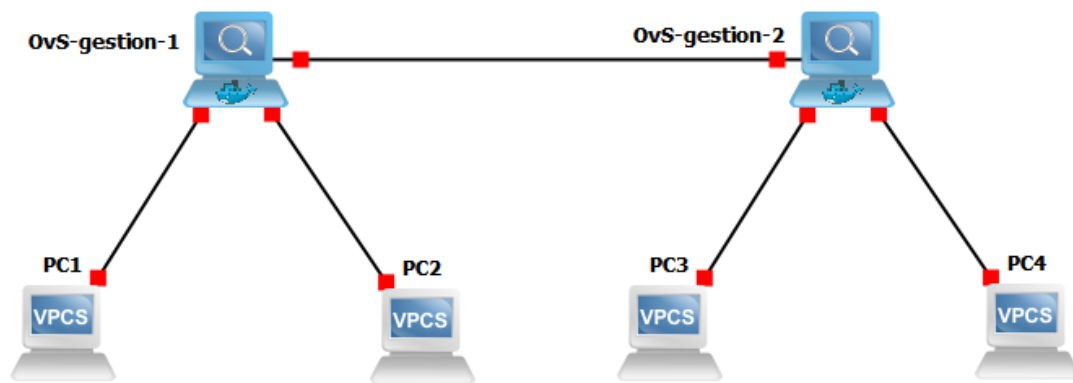 OvS-gestion-1
OvS-gestion-2
PC1
PC2
PC3
PC4
VPCS
VPCS
VPCS
VPCS